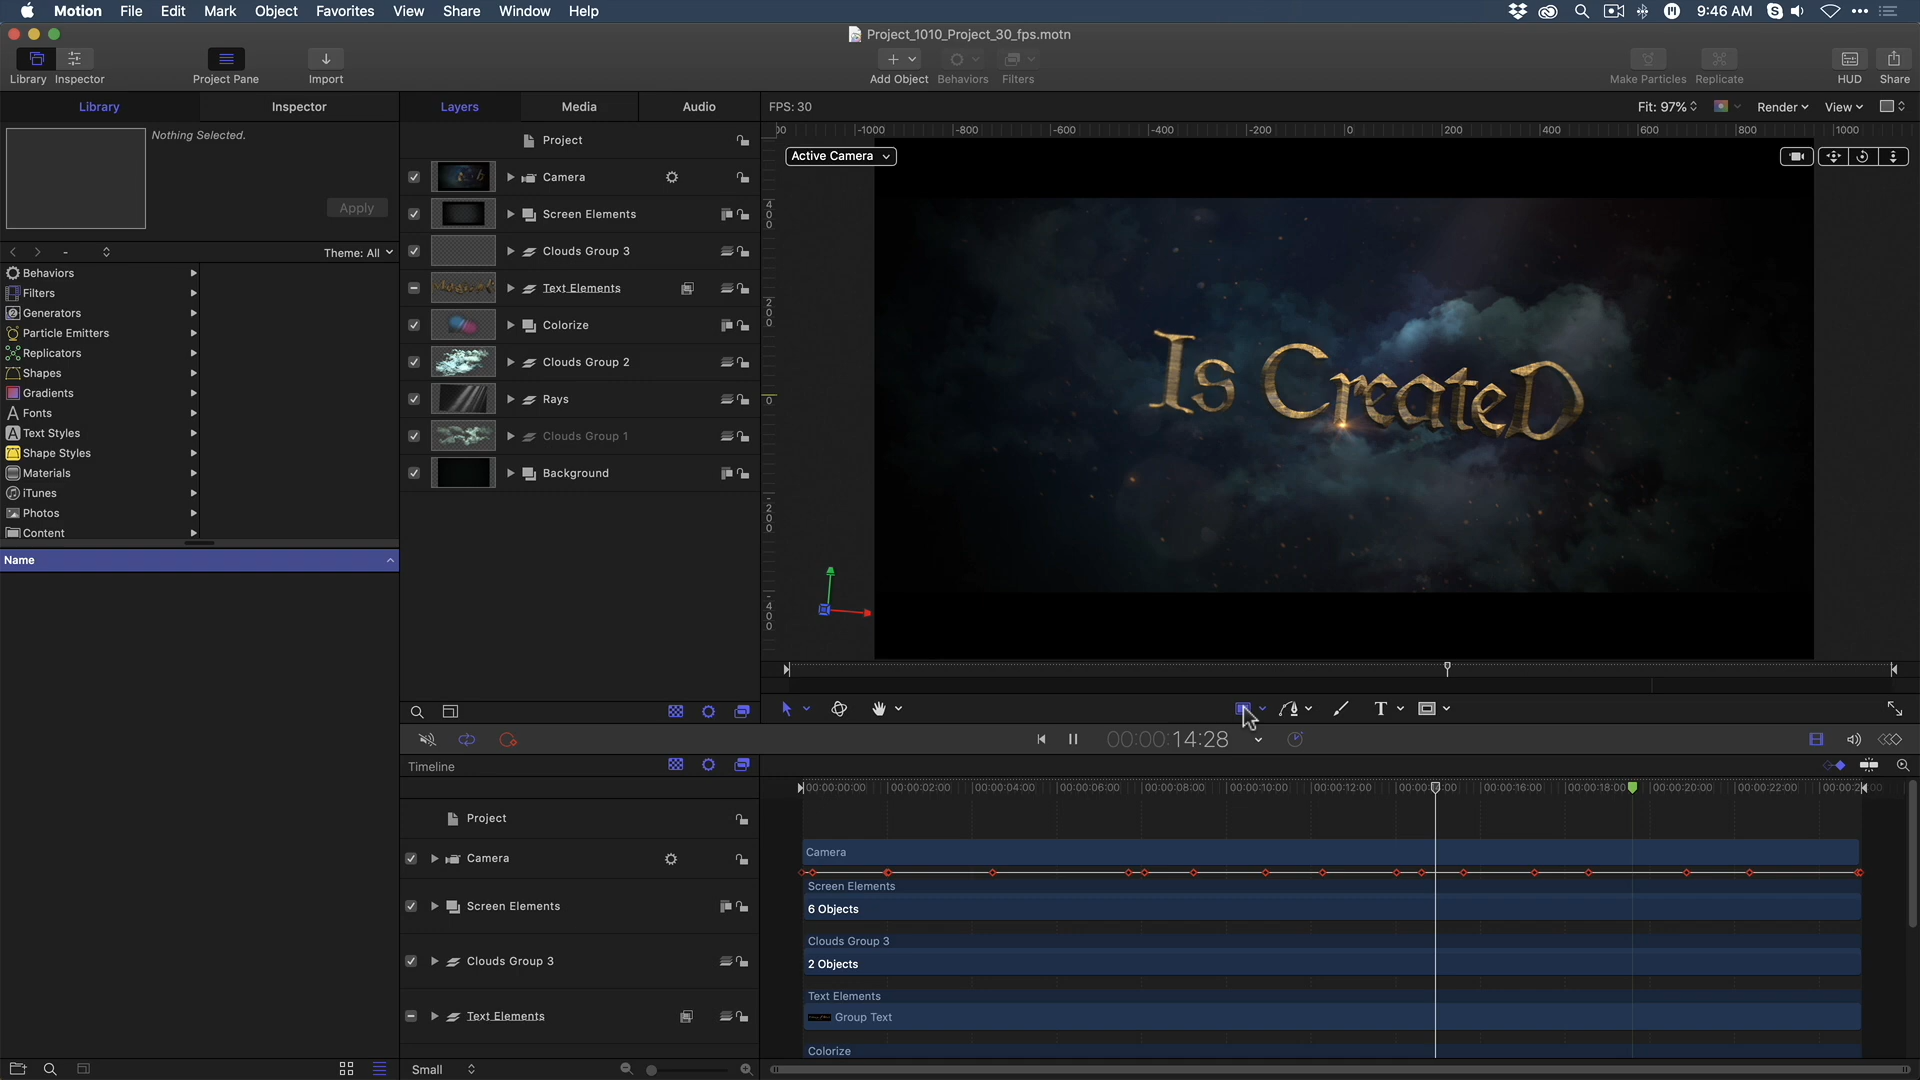 Motion File Edit Mark Object Favorites View Share Window Help 9:46 AM
Project_1010_Project_30_fps.motn
Library Inspector Project Pane Import Add Object Behaviors Filters Make Particles Replicate HUD Share
Library Inspector Layers Media Audio FPS: 30 Fit: 97% Render View
-1000 -800 -600 -400 -200 0 200 400 600 800 1000
Nothing Selected.
Apply
Theme: All
Behaviors
Filters
Generators
Particle Emitters
Replicators
Shapes
Gradients
Fonts
Text Styles
Shape Styles
Materials
iTunes
Photos
Content
Name
Project
Camera
Screen Elements
Clouds Group 3
Text Elements
Colorize
Clouds Group 2
Rays
Clouds Group 1
Background
Active Camera
400
200
0
-200
-400
Is CreateD
T
00:00:00:14:28
Timeline
00:00:00:00 00:00:02:00 00:00:04:00 00:00:06:00 00:00:08:00 00:00:10:00 00:00:12:00 00:00:16:00 00:00:18:00 00:00:20:00 00:00:22:00
Project
Camera
Screen Elements
Clouds Group 3
Text Elements
Camera
Screen Elements
6 Objects
Clouds Group 3
2 Objects
Text Elements
Group Text
Colorize
Small